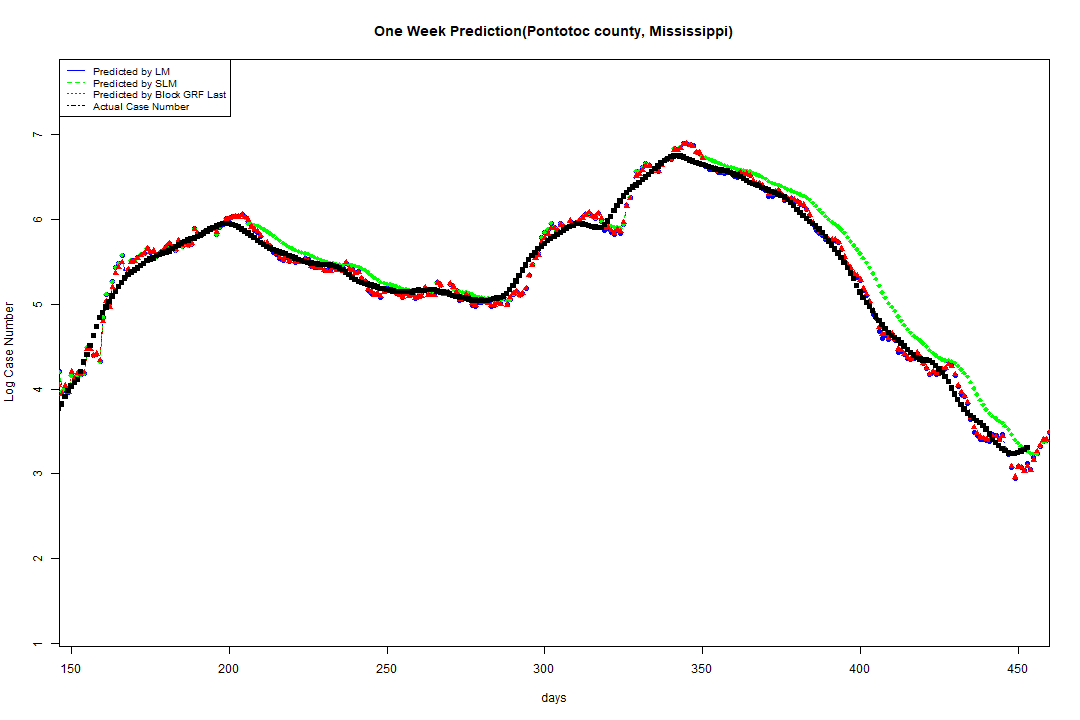 One Week Prediction(Pontotoc county, Mississippi)
Predicted by LM
Predicted by SLM
Predicted by Block GRF Last
Actual Case Number
7
6
5
4
3
2
1
Log Case Number
150 200 250 300 350 400 450
days